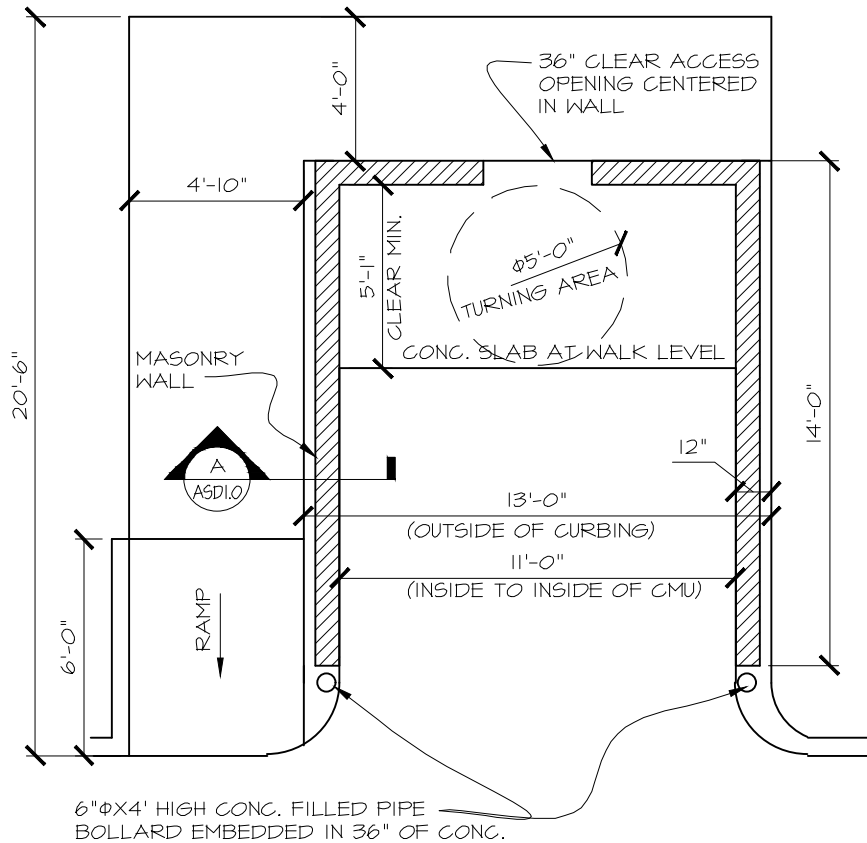 36" CLEAR ACCESS
OPENING CENTERED
IN WALL
4'-0"
4'-10"
5'-1"
CLEAR MIN.
Φ5'-0"
TURNING AREA
CONC. SLAB AT WALK LEVEL
MASONRY
WALL
20'-6"
14'-0"
12"
A
ASD1.0
13'-0"
(OUTSIDE OF CURBING)
11'-0"
(INSIDE TO INSIDE OF CMU)
RAMP
6'-0"
6"ΦX4' HIGH CONC. FILLED PIPE
BOLLARD EMBEDDED IN 36" OF CONC.